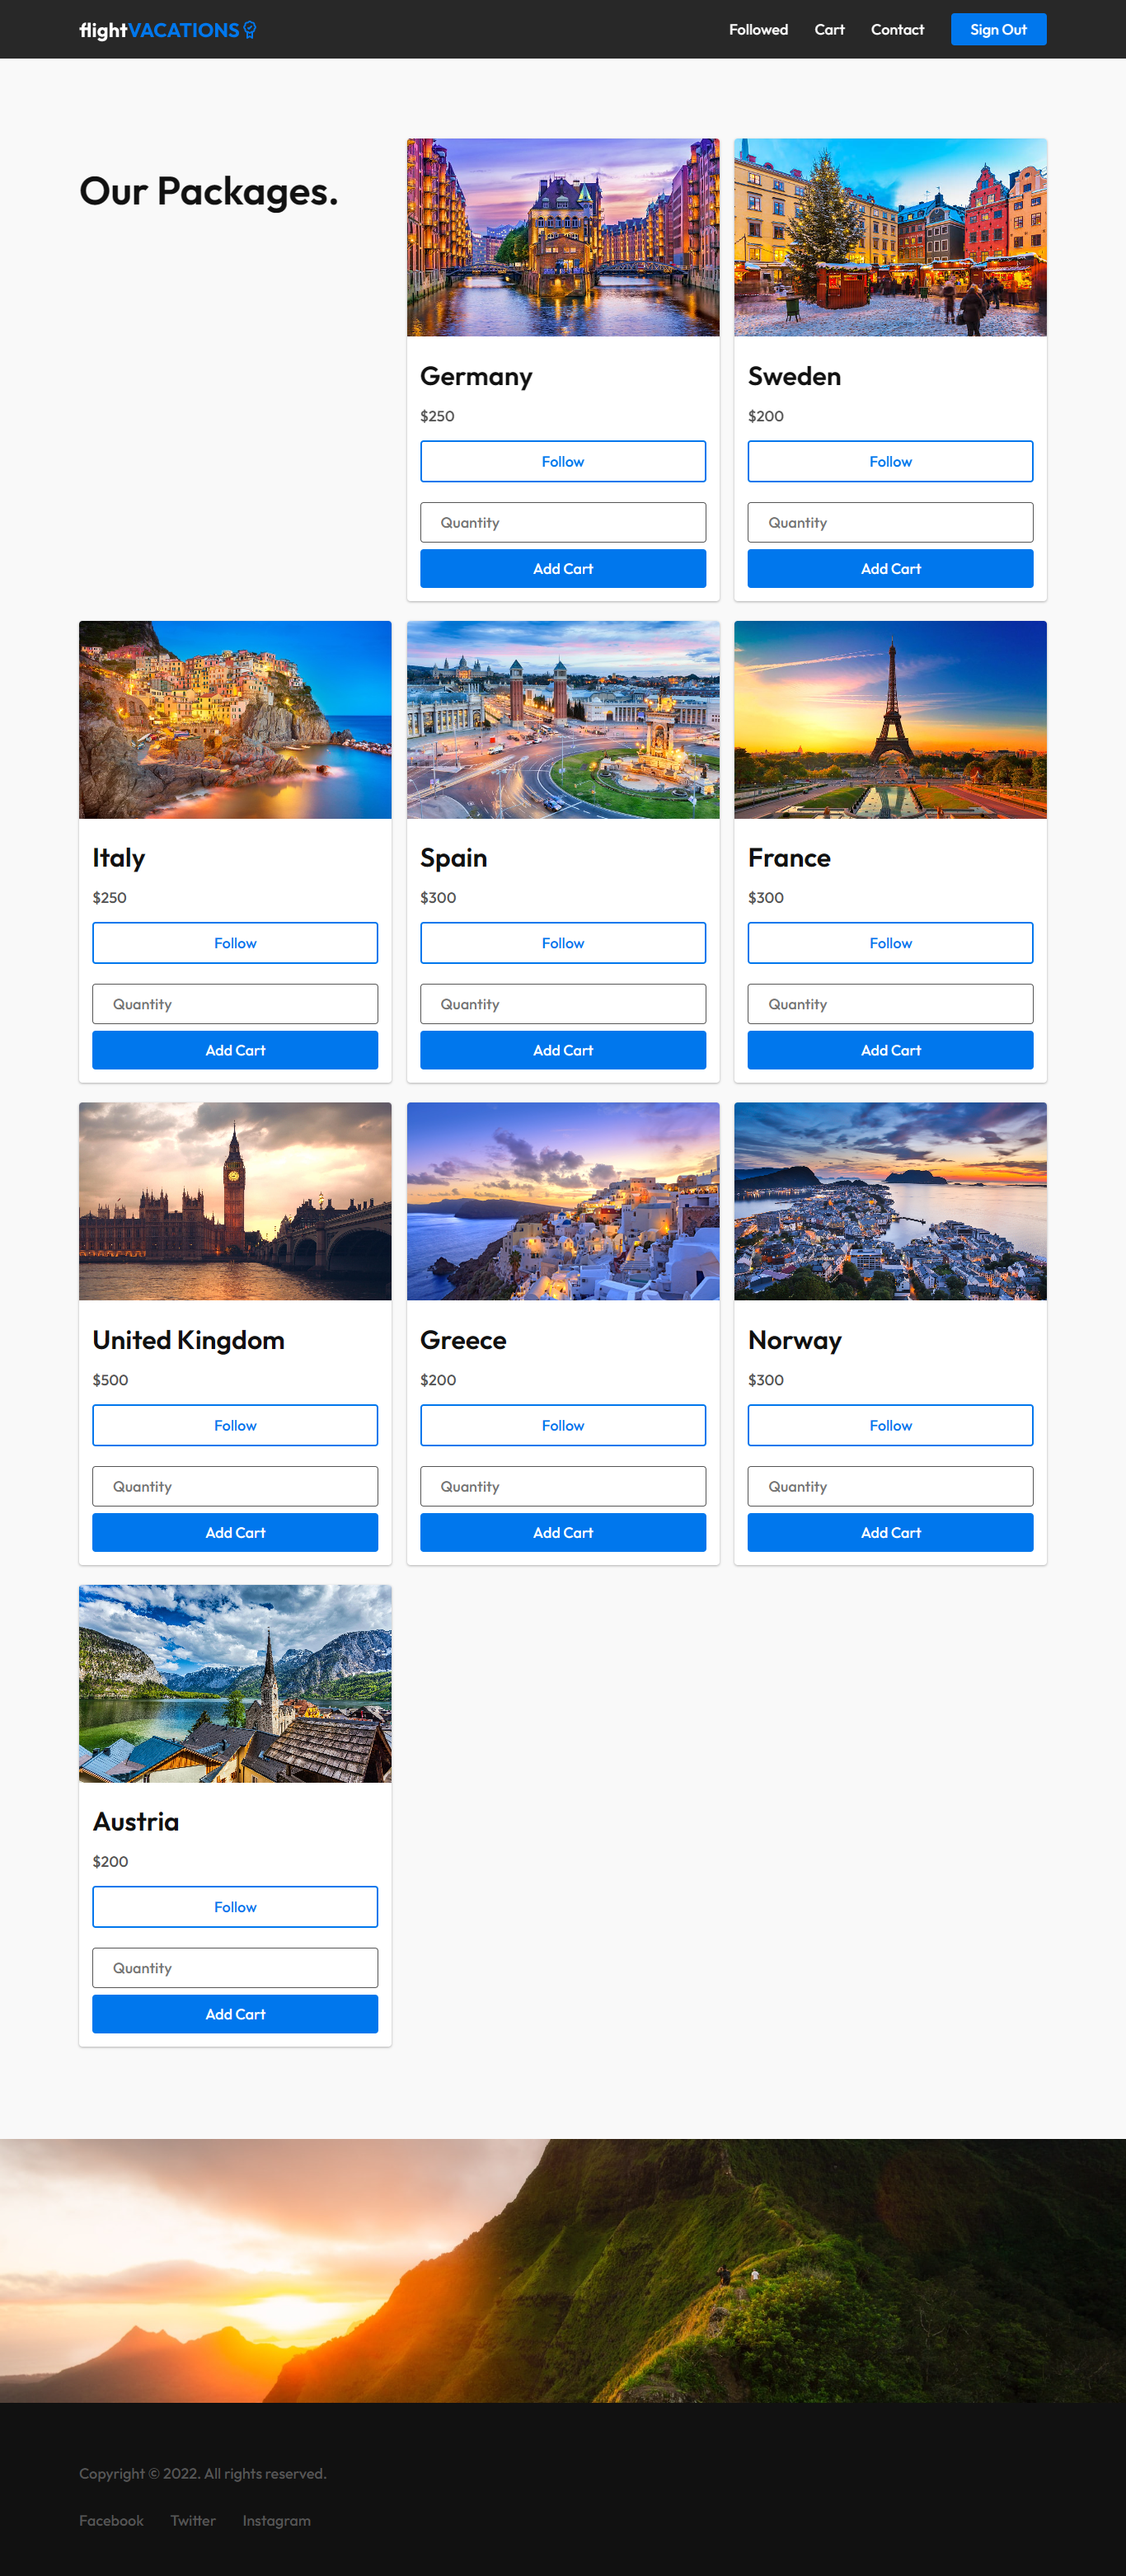 flightVACATIONS
Followed Cart Contact Sign Out
Our Packages.
Germany
$250
Follow
Quantity
Add Cart
Sweden
$200
Follow
Quantity
Add Cart
Italy
$250
Follow
Quantity
Add Cart
Spain
$300
Follow
Quantity
Add Cart
France
$300
Follow
Quantity
Add Cart
United Kingdom
$500
Follow
Quantity
Add Cart
Greece
$200
Follow
Quantity
Add Cart
Norway
$300
Follow
Quantity
Add Cart
Austria
$200
Follow
Quantity
Add Cart
Copyright © 2022. All rights reserved.
Facebook Twitter Instagram